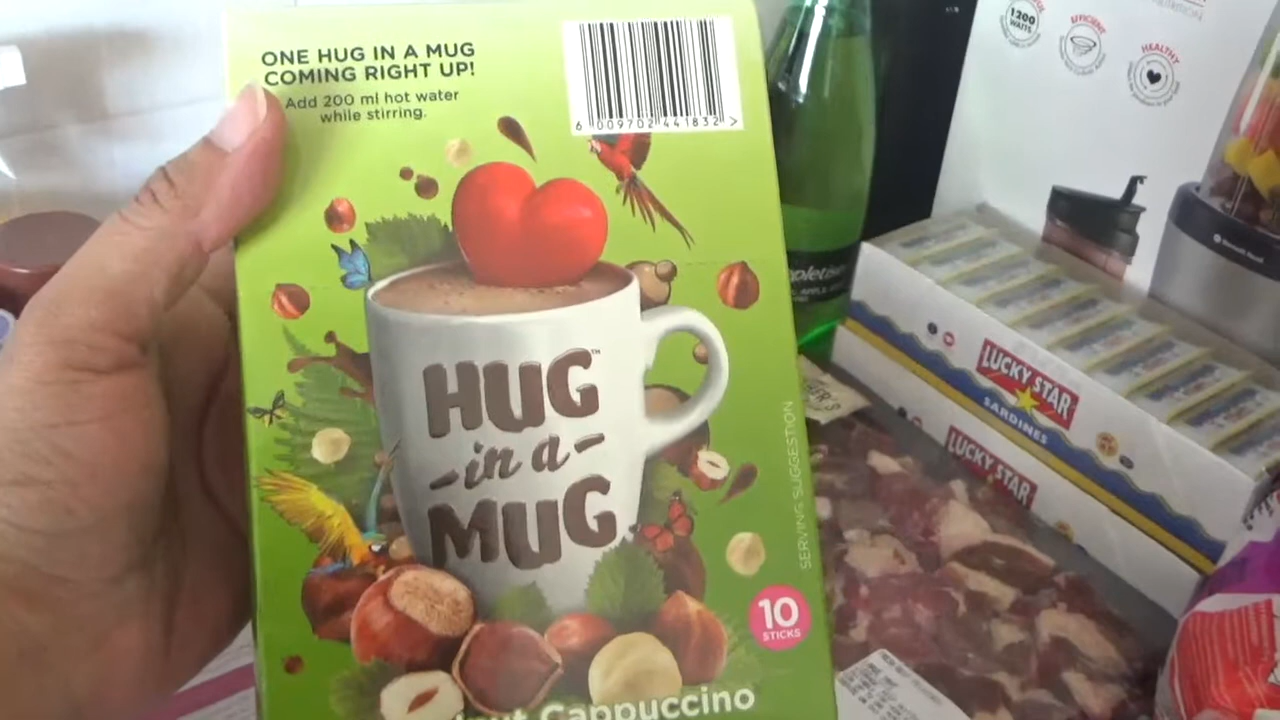 ONE HUG IN A MUG
COMING RIGHT UP!
Add 200 ml hot water
while stirring.
6 009702 441832 >
HUG™
in a
MUG
SERVING SUGGESTION
10
STICKS
Cappuccino
1200
WATTS
EFFICIENT
HEALTHY
LUCKY STAR
SARDINES
LUCKY STAR